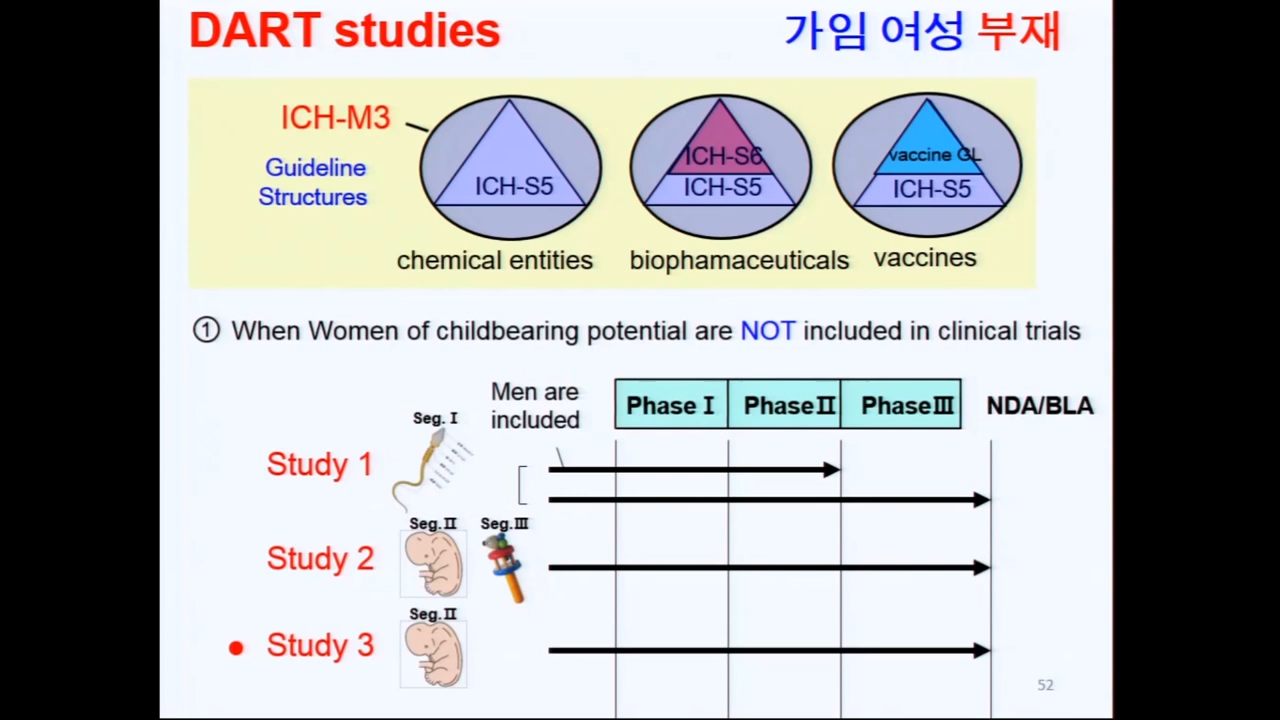 DART studies
가임 여성 부재
ICH-M3
Guideline
Structures
ICH-S5
ICH-S6
ICH-S5
vaccine GL
ICH-S5
chemical entities
biophamaceuticals
vaccines
① When Women of childbearing potential are NOT included in clinical trials
Men are
included
Phase Ⅰ
Phase Ⅱ
Phase Ⅲ
NDA/BLA
Seg. Ⅰ
Study 1
Seg. Ⅱ
Seg. Ⅲ
Study 2
Seg. Ⅱ
• Study 3
52